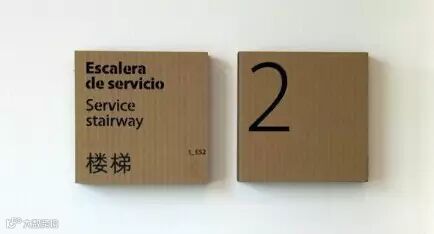 Escalera
de servicio
Service
stairway
1_ES2
楼梯
2